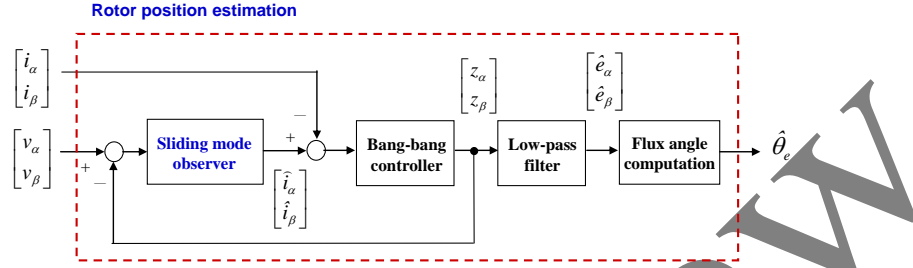 Rotor position estimation
i_α
i_β
z_α
z_β
ê_α
ê_β
v_α
v_β
+
−
Sliding mode
observer
+
−
î_α
î_β
Bang-bang
controller
Low-pass
filter
Flux angle
computation
θ̂_e
W